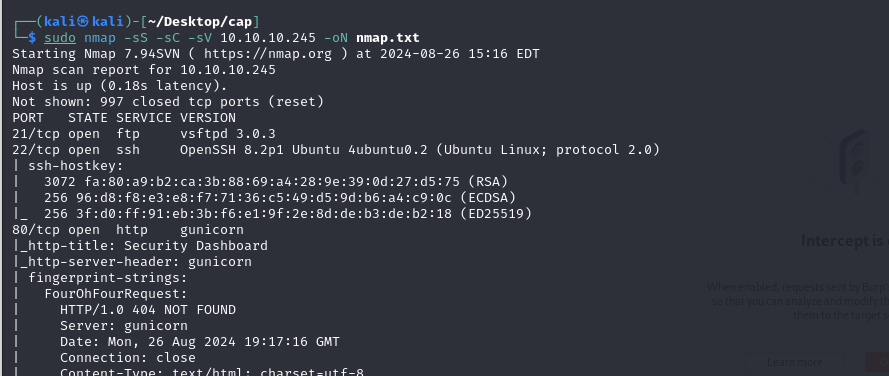 ┌──(kali㉿kali)-[~/Desktop/cap]
└─$ sudo nmap -sS -sC -sV 10.10.10.245 -oN nmap.txt
Starting Nmap 7.94SVN ( https://nmap.org ) at 2024-08-26 15:16 EDT
Nmap scan report for 10.10.10.245
Host is up (0.18s latency).
Not shown: 997 closed tcp ports (reset)
PORT   STATE SERVICE VERSION
21/tcp open  ftp     vsftpd 3.0.3
22/tcp open  ssh     OpenSSH 8.2p1 Ubuntu 4ubuntu0.2 (Ubuntu Linux; protocol 2.0)
| ssh-hostkey:
|   3072 fa:80:a9:b2:ca:3b:88:69:a4:28:9e:39:0d:27:d5:75 (RSA)
|   256 96:d8:f8:e3:e8:f7:71:36:c5:49:d5:9d:b6:a4:c9:0c (ECDSA)
|_  256 3f:d0:ff:91:eb:3b:f6:e1:9f:2e:8d:de:b3:de:b2:18 (ED25519)
80/tcp open  http    gunicorn
|_http-title: Security Dashboard
|_http-server-header: gunicorn
| fingerprint-strings:
|   FourOhFourRequest:
|     HTTP/1.0 404 NOT FOUND
|     Server: gunicorn
|     Date: Mon, 26 Aug 2024 19:17:16 GMT
|     Connection: close
|     Content-Type: text/html; charset=utf-8
Intercept is
When enabled, requests sent by Burp
so that you can analyze and modify th
them to the target s
Learn more